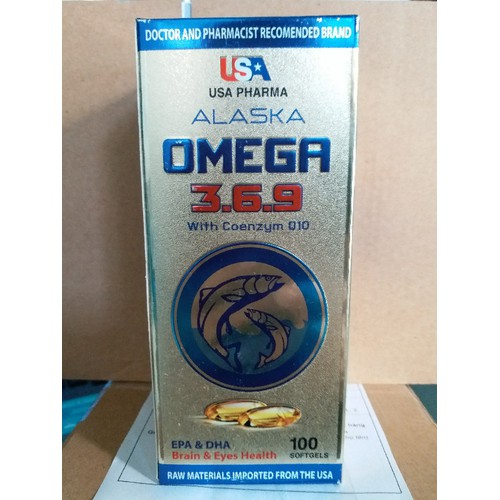 DOCTOR AND PHARMACIST RECOMENDED BRAND
USA
USA PHARMA
ALASKA
OMEGA
3.6.9
With Coenzym Q10
EPA & DHA
Brain & Eyes Health
100
SOFTGELS
RAW MATERIALS IMPORTED FROM THE USA